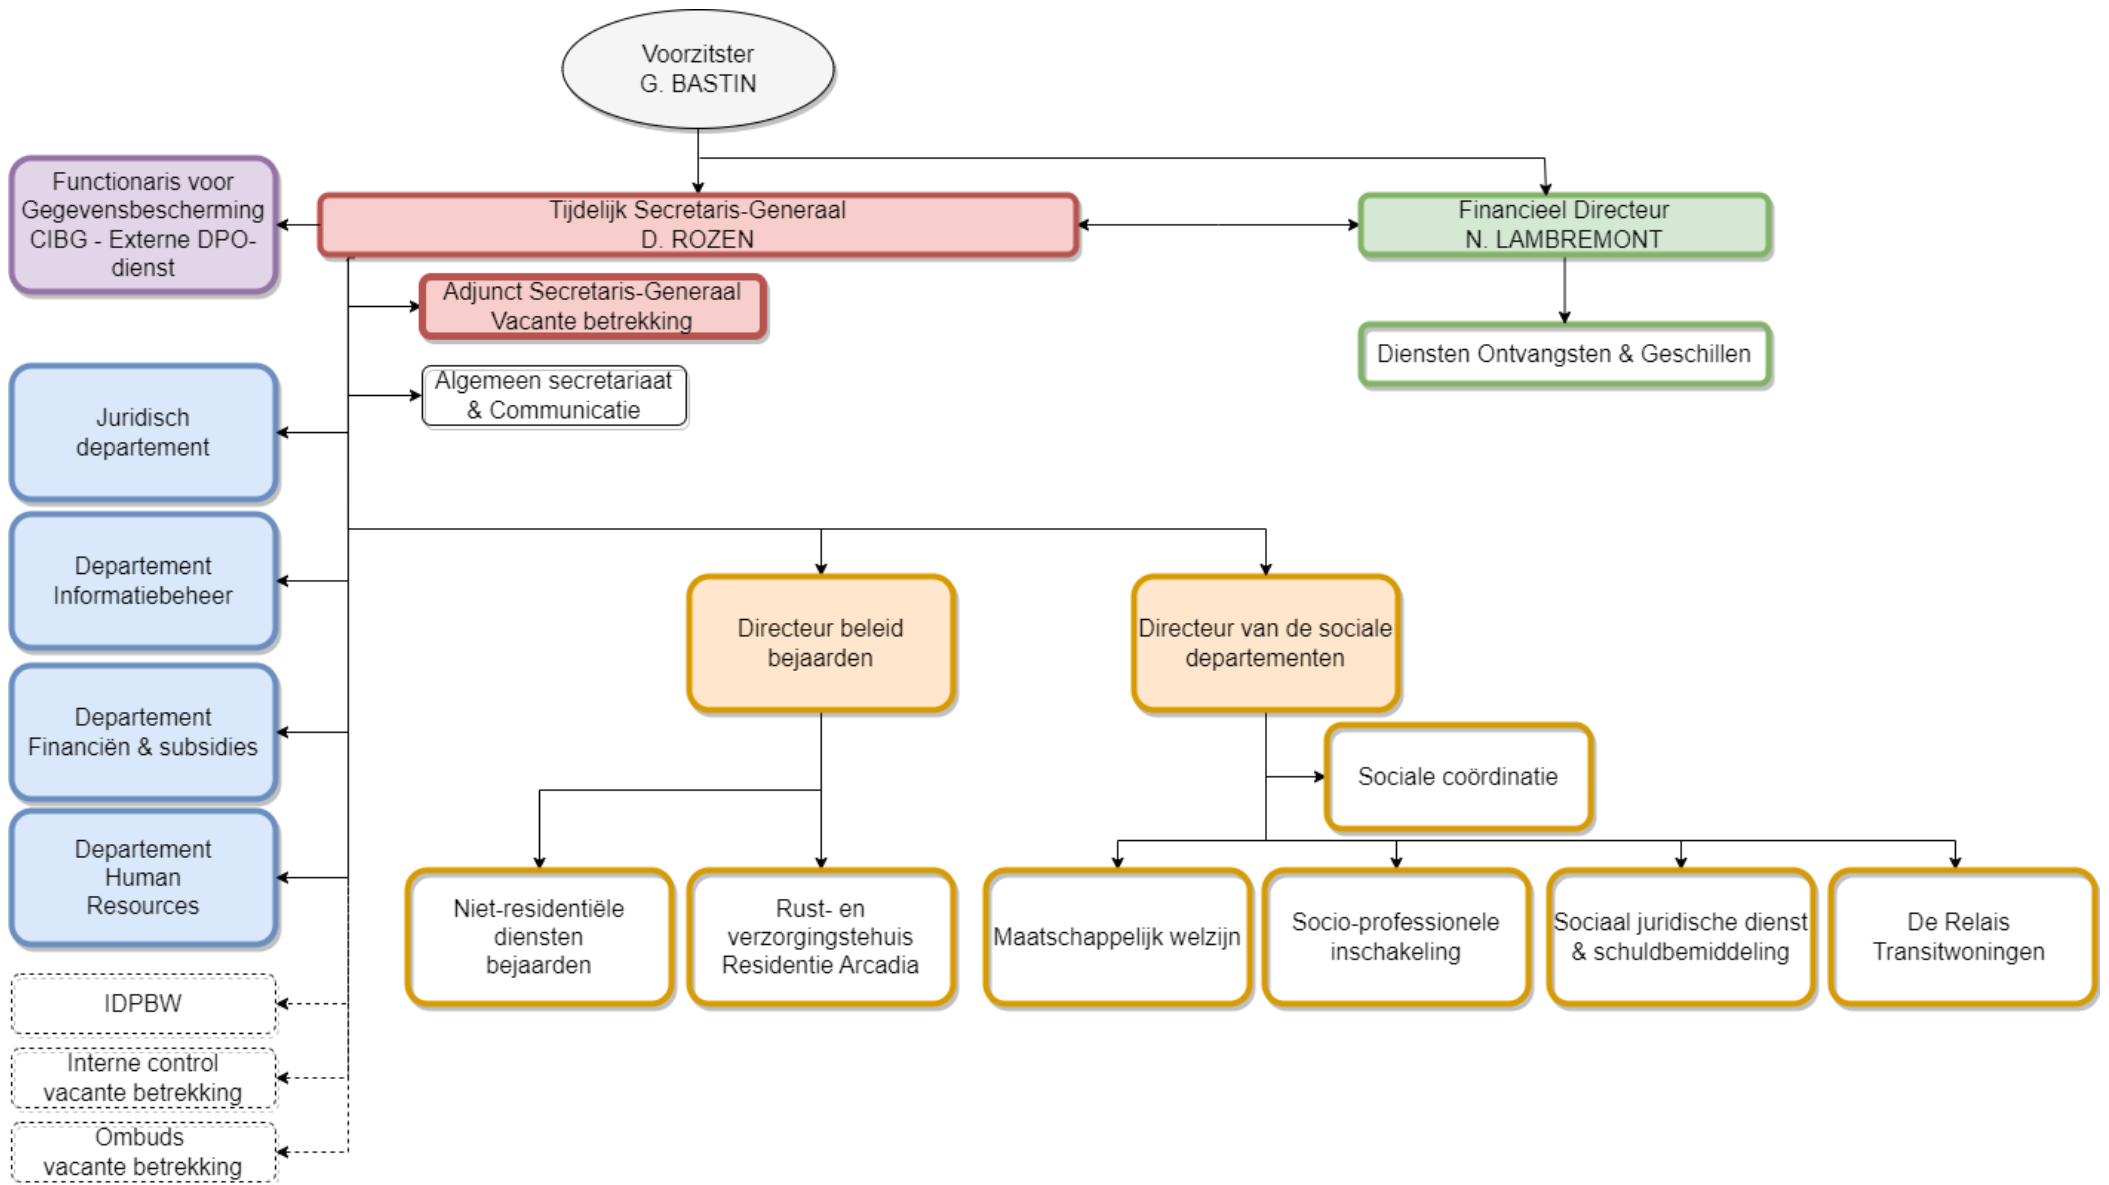 Voorzitster
G. BASTIN
Functionaris voor
Gegevensbescherming
CIBG - Externe DPO-
dienst
Tijdelijk Secretaris-Generaal
D. ROZEN
Financieel Directeur
N. LAMBREMONT
Adjunct Secretaris-Generaal
Vacante betrekking
Diensten Ontvangsten & Geschillen
Algemeen secretariaat
& Communicatie
Juridisch
departement
Departement
Informatiebeheer
Directeur beleid
bejaarden
Directeur van de sociale
departementen
Departement
Financiën & subsidies
Sociale coördinatie
Departement
Human
Resources
Niet-residentiële
diensten
bejaarden
Rust- en
verzorgingstehuis
Residentie Arcadia
Maatschappelijk welzijn
Socio-professionele
inschakeling
Sociaal juridische dienst
& schuldbemiddeling
De Relais
Transitwoningen
IDPBW
Interne control
vacante betrekking
Ombuds
vacante betrekking